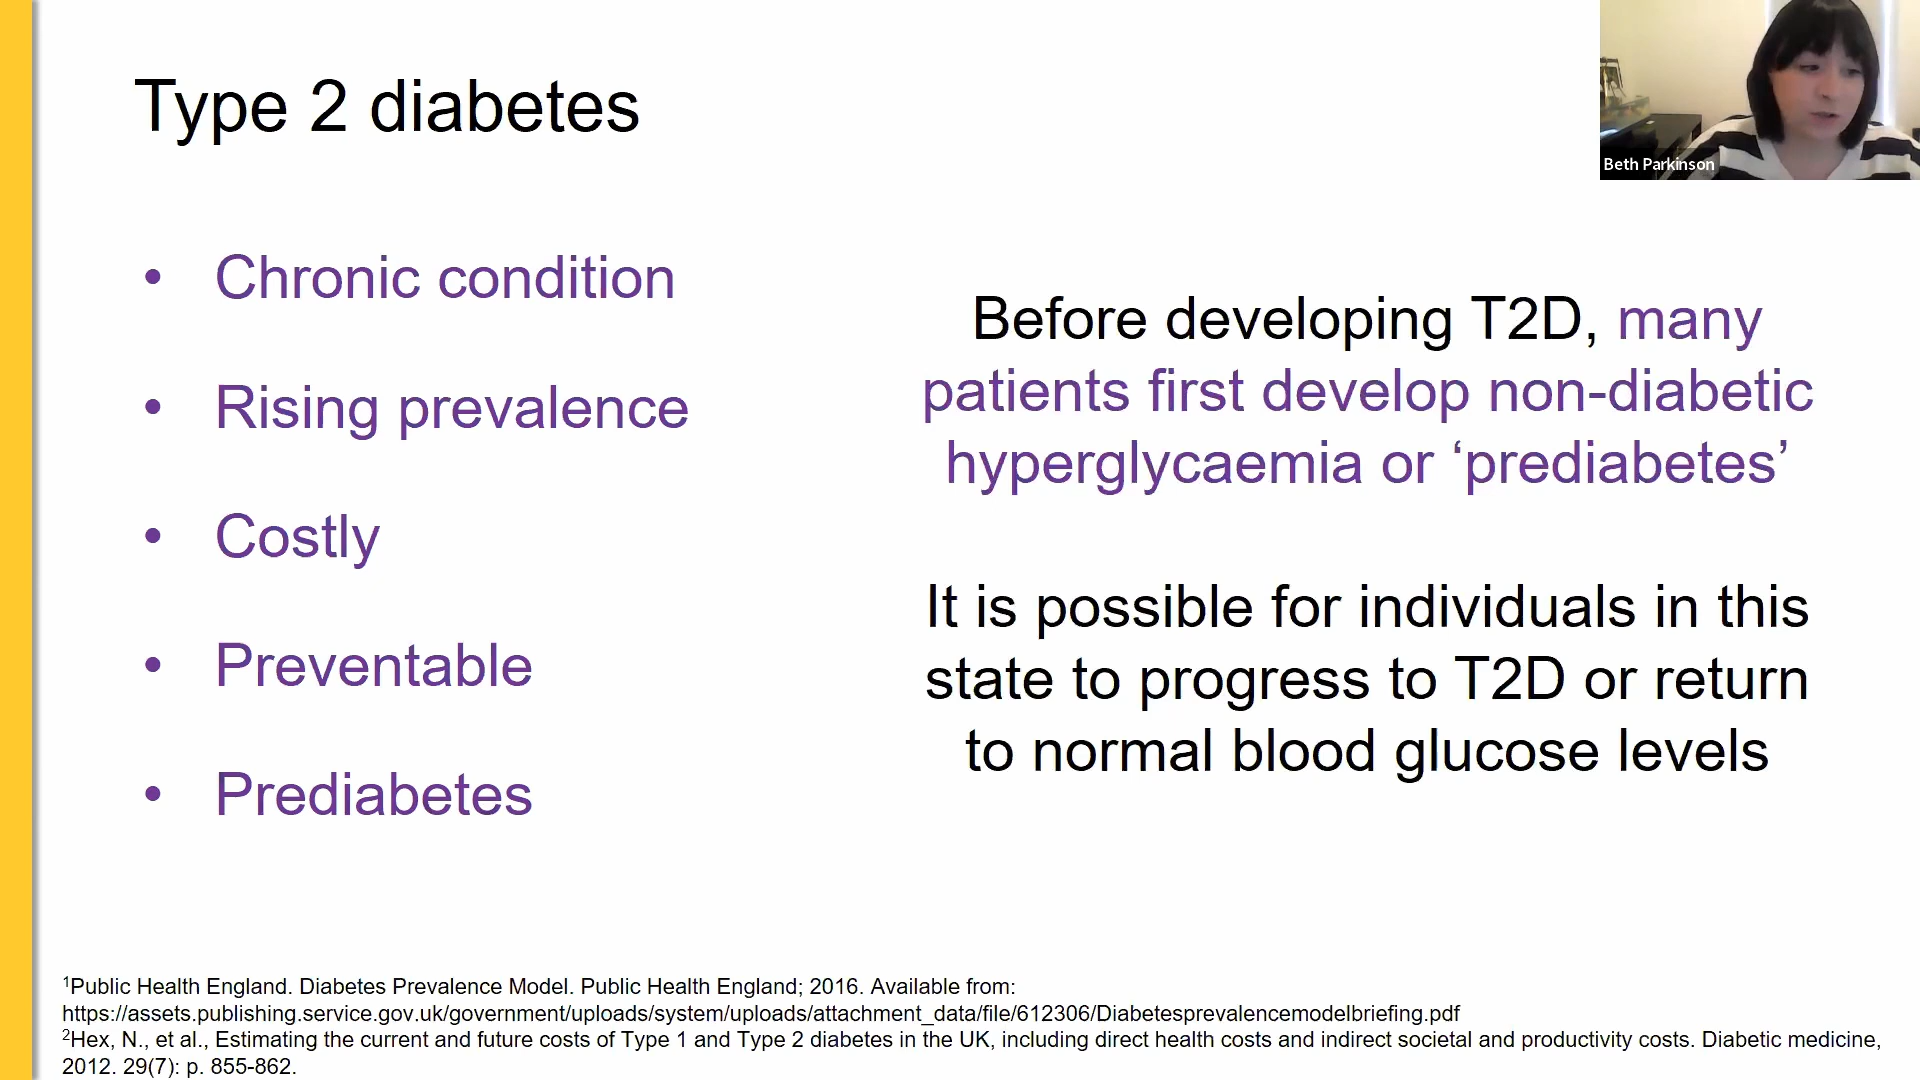 Type 2 diabetes
Beth Parkinson
• Chronic condition
• Rising prevalence
• Costly
• Preventable
• Prediabetes
Before developing T2D, many
patients first develop non-diabetic
hyperglycaemia or ‘prediabetes’
It is possible for individuals in this
state to progress to T2D or return
to normal blood glucose levels
¹Public Health England. Diabetes Prevalence Model. Public Health England; 2016. Available from:
https://assets.publishing.service.gov.uk/government/uploads/system/uploads/attachment_data/file/612306/Diabetesprevalencemodelbriefing.pdf
²Hex, N., et al., Estimating the current and future costs of Type 1 and Type 2 diabetes in the UK, including direct health costs and indirect societal and productivity costs. Diabetic medicine,
2012. 29(7): p. 855-862.